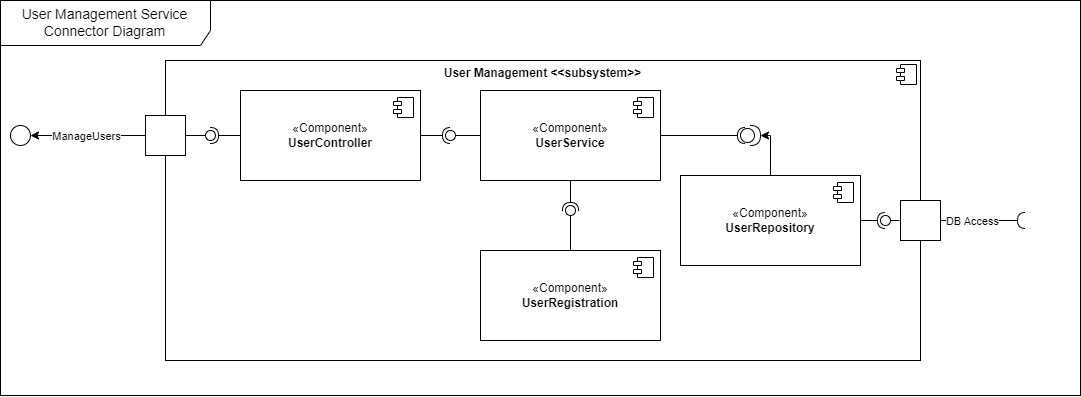 User Management Service
Connector Diagram
User Management <<subsystem>>
«Component»
UserController
«Component»
UserService
ManageUsers
«Component»
UserRepository
DB Access
«Component»
UserRegistration